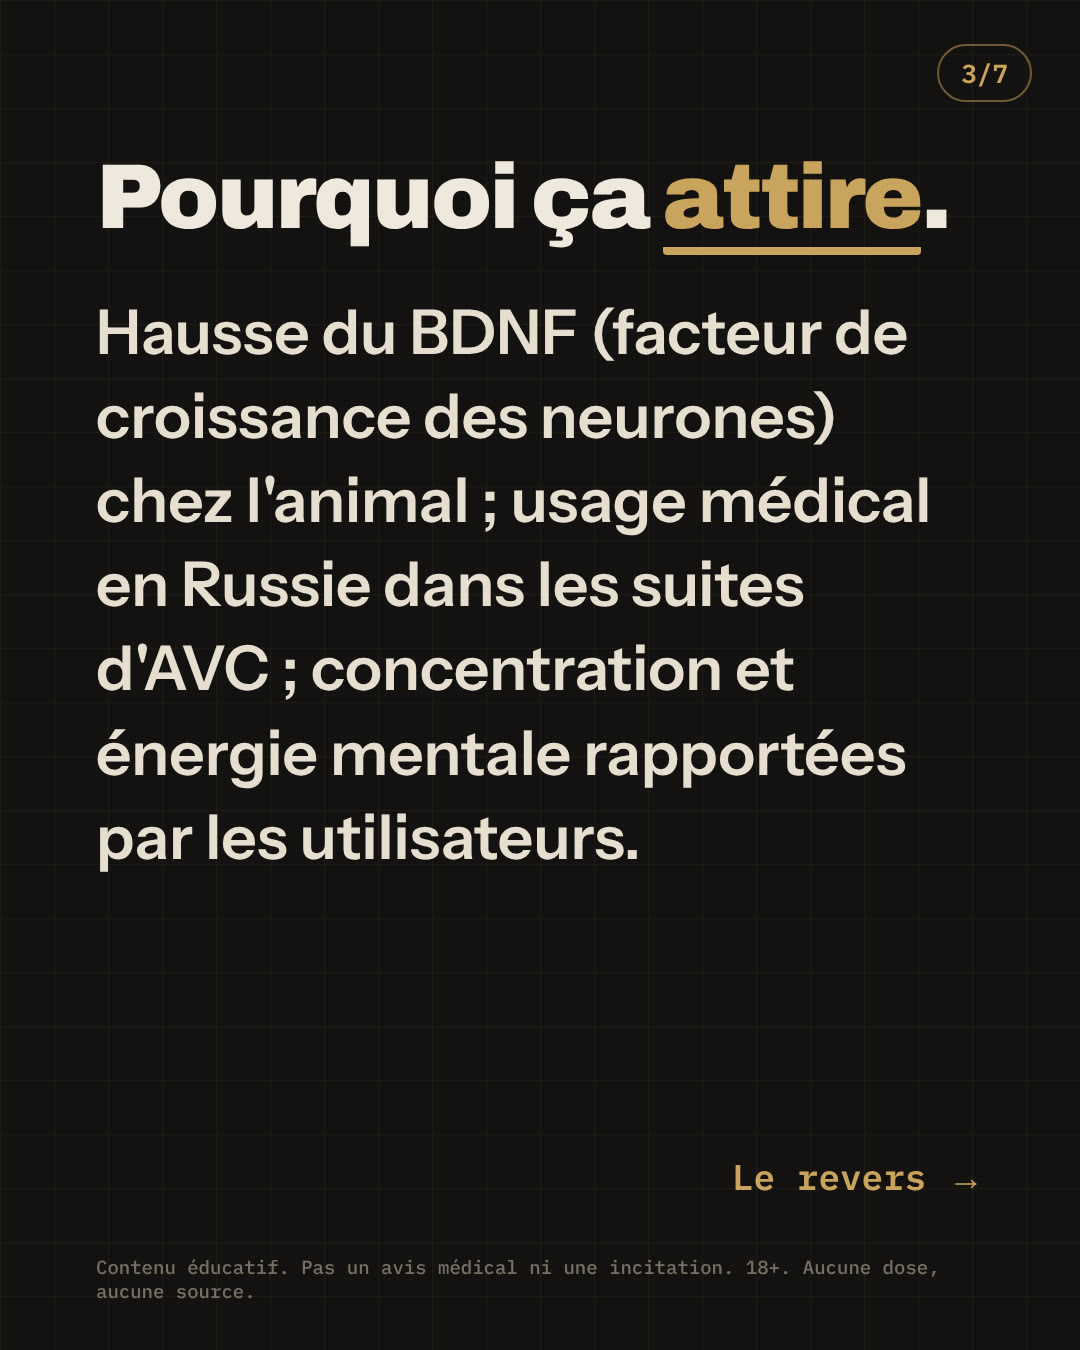 3/7
Pourquoi ça attire.
Hausse du BDNF (facteur de
croissance des neurones)
chez l'animal ; usage médical
en Russie dans les suites
d'AVC ; concentration et
énergie mentale rapportées
par les utilisateurs.
Le revers →
Contenu éducatif. Pas un avis médical ni une incitation. 18+. Aucune dose,
aucune source.